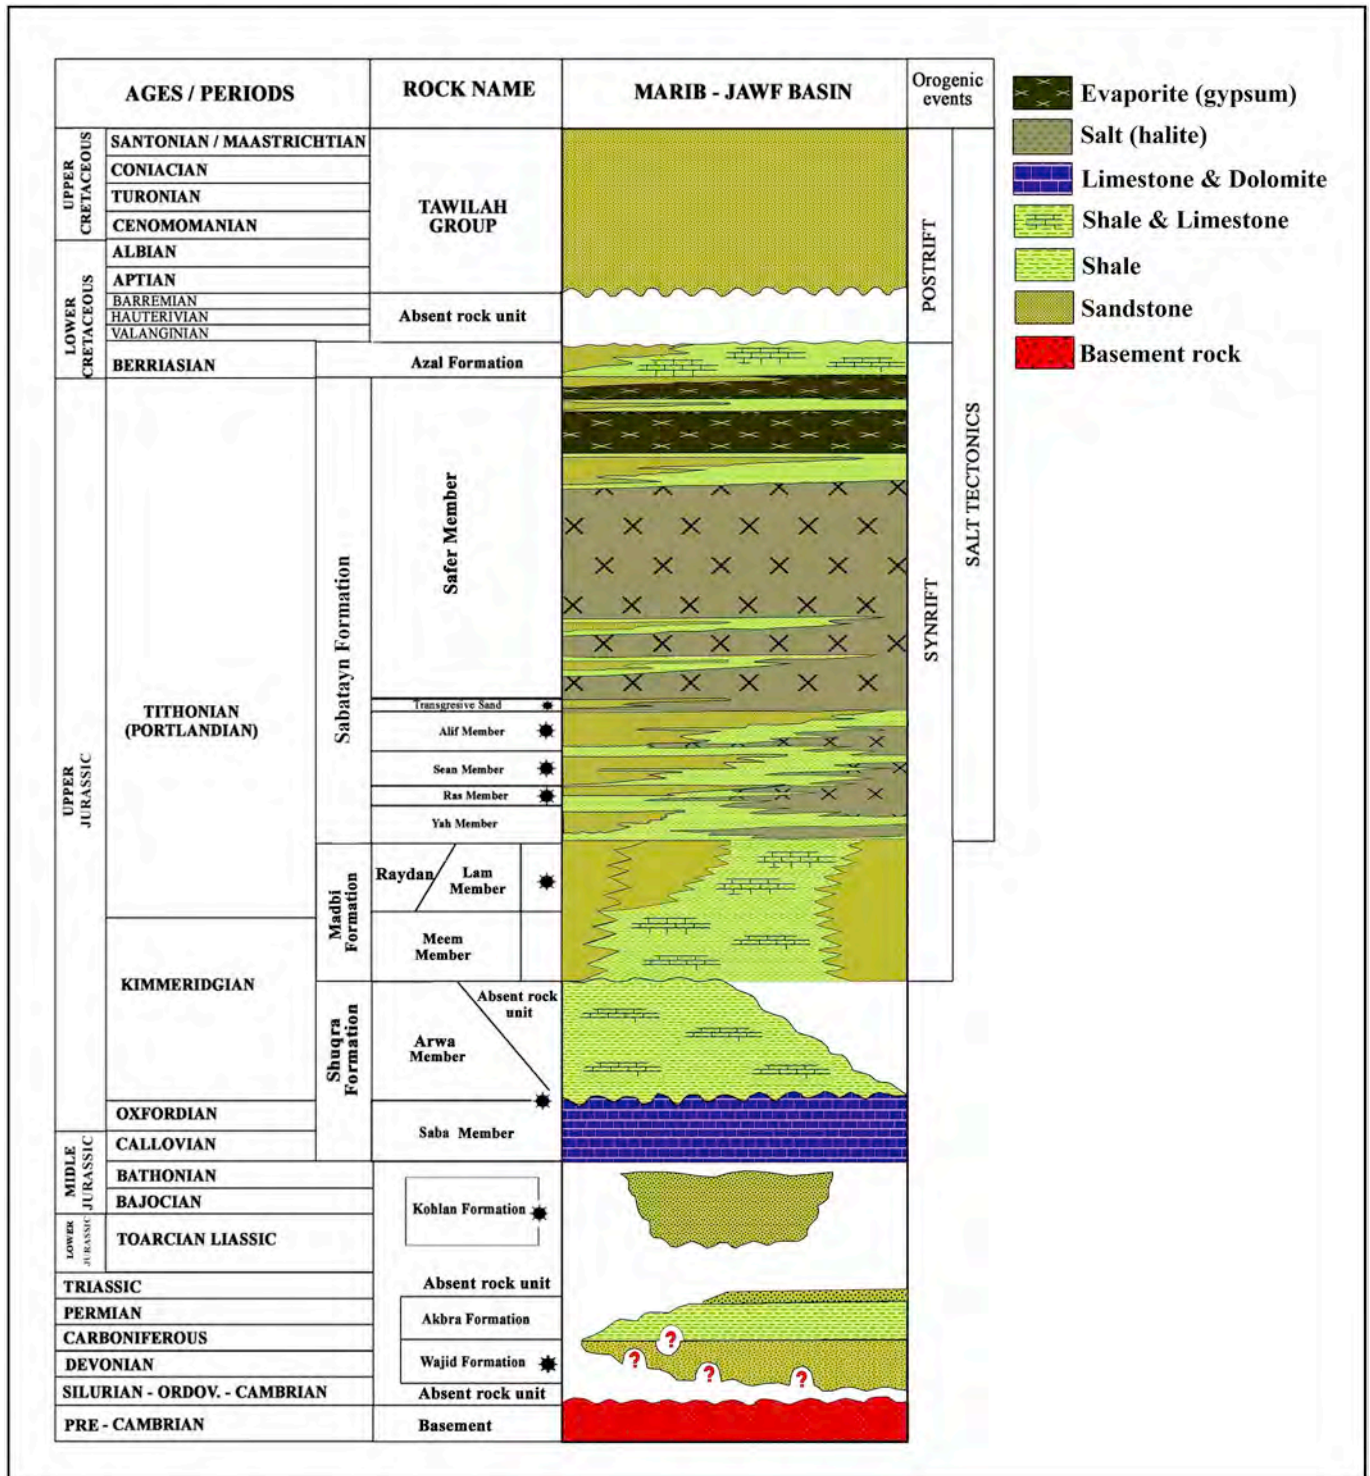 AGES / PERIODS
ROCK NAME
MARIB - JAWF BASIN
Orogenic
events
UPPER
CRETACEOUS
SANTONIAN / MAASTRICHTIAN
CONIACIAN
TURONIAN
CENOMOMANIAN
LOWER
CRETACEOUS
ALBIAN
APTIAN
BARREMIAN
HAUTERIVIAN
VALANGINIAN
BERRIASIAN
UPPER
JURASSIC
TITHONIAN
(PORTLANDIAN)
KIMMERIDGIAN
OXFORDIAN
MIDLE
JURASSIC
CALLOVIAN
BATHONIAN
BAJOCIAN
LOWER
JURASSIC
TOARCIAN LIASSIC
TRIASSIC
PERMIAN
CARBONIFEROUS
DEVONIAN
SILURIAN - ORDOV. - CAMBRIAN
PRE - CAMBRIAN
TAWILAH
GROUP
Absent rock unit
Azal Formation
Sabatayn Formation
Safer Member
Transgresive Sand
Alif Member
Sean Member
Ras Member
Yah Member
Madbi
Formation
Raydan
Lam
Member
Meem
Member
Shuqra
Formation
Absent rock
unit
Arwa
Member
Saba Member
Kohlan Formation
Absent rock unit
Akbra Formation
Wajid Formation
Absent rock unit
Basement
?
?
?
?
POSTRIFT
SYNRIFT
SALT TECTONICS
Evaporite (gypsum)
Salt (halite)
Limestone & Dolomite
Shale & Limestone
Shale
Sandstone
Basement rock